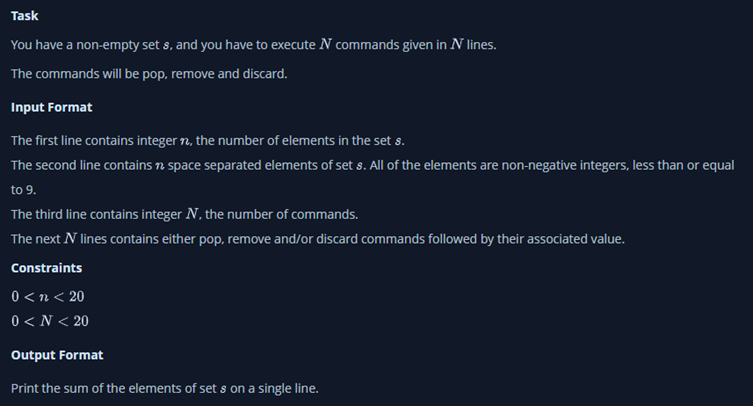 Task
You have a non-empty set s, and you have to execute N commands given in N lines.
The commands will be pop, remove and discard.
Input Format
The first line contains integer n, the number of elements in the set s.
The second line contains n space separated elements of set s. All of the elements are non-negative integers, less than or equal
to 9.
The third line contains integer N, the number of commands.
The next N lines contains either pop, remove and/or discard commands followed by their associated value.
Constraints
0 < n < 20
0 < N < 20
Output Format
Print the sum of the elements of set s on a single line.